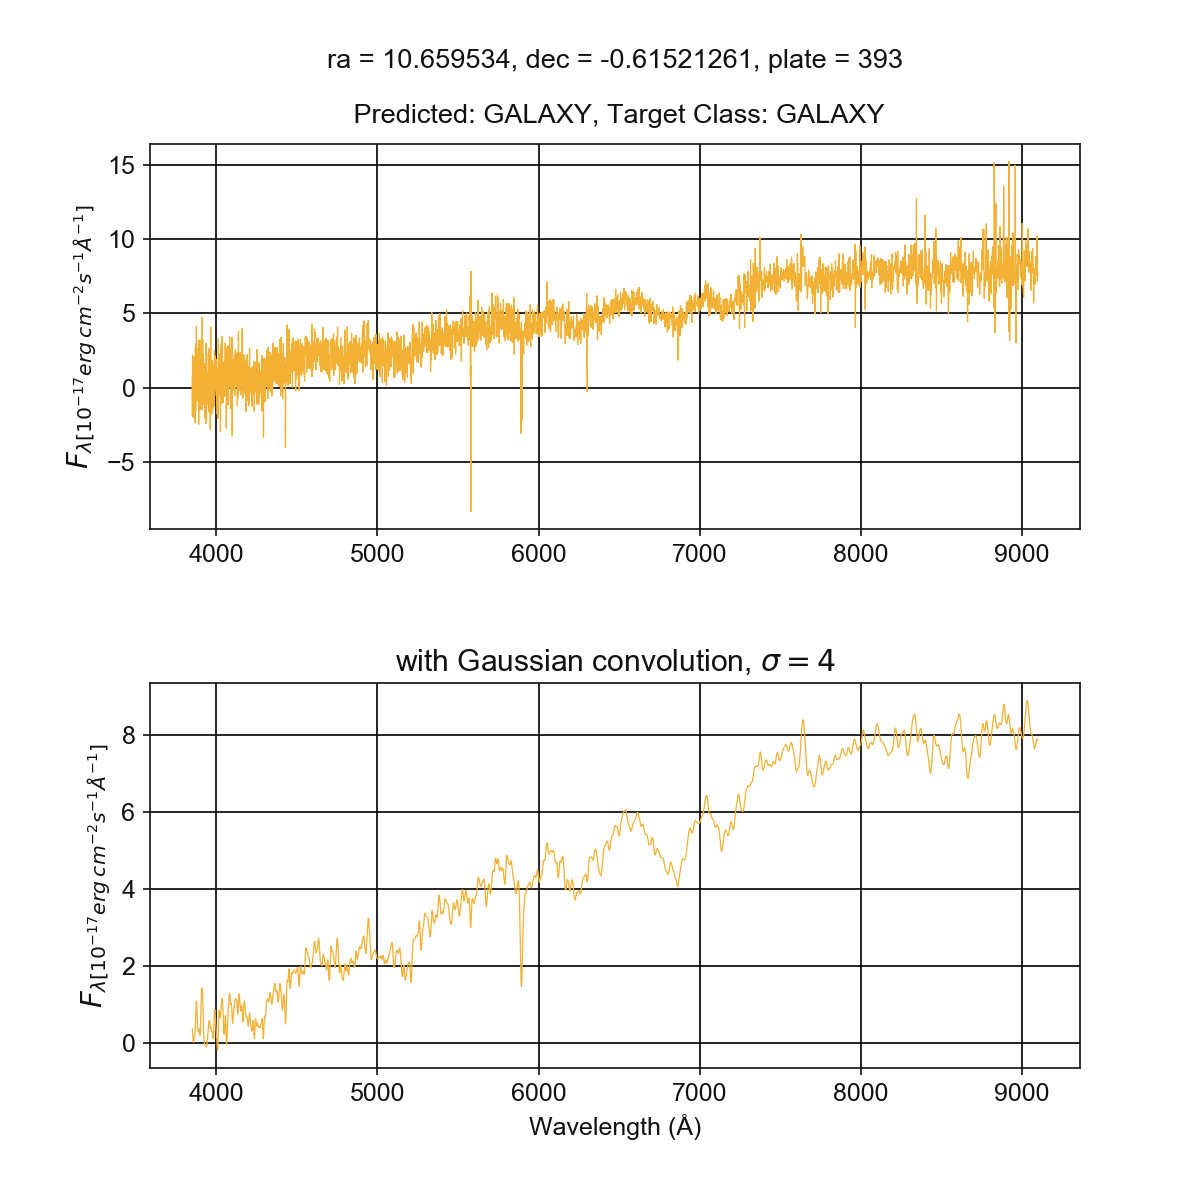 ra = 10.659534, dec = -0.61521261, plate = 393
Predicted: GALAXY, Target Class: GALAXY
15
10
5
0
−5
Fλ[10⁻¹⁷erg cm⁻²s⁻¹Å⁻¹]
4000 5000 6000 7000 8000 9000
with Gaussian convolution, σ = 4
8
6
4
2
0
Fλ[10⁻¹⁷erg cm⁻²s⁻¹Å⁻¹]
4000 5000 6000 7000 8000 9000
Wavelength (Å)